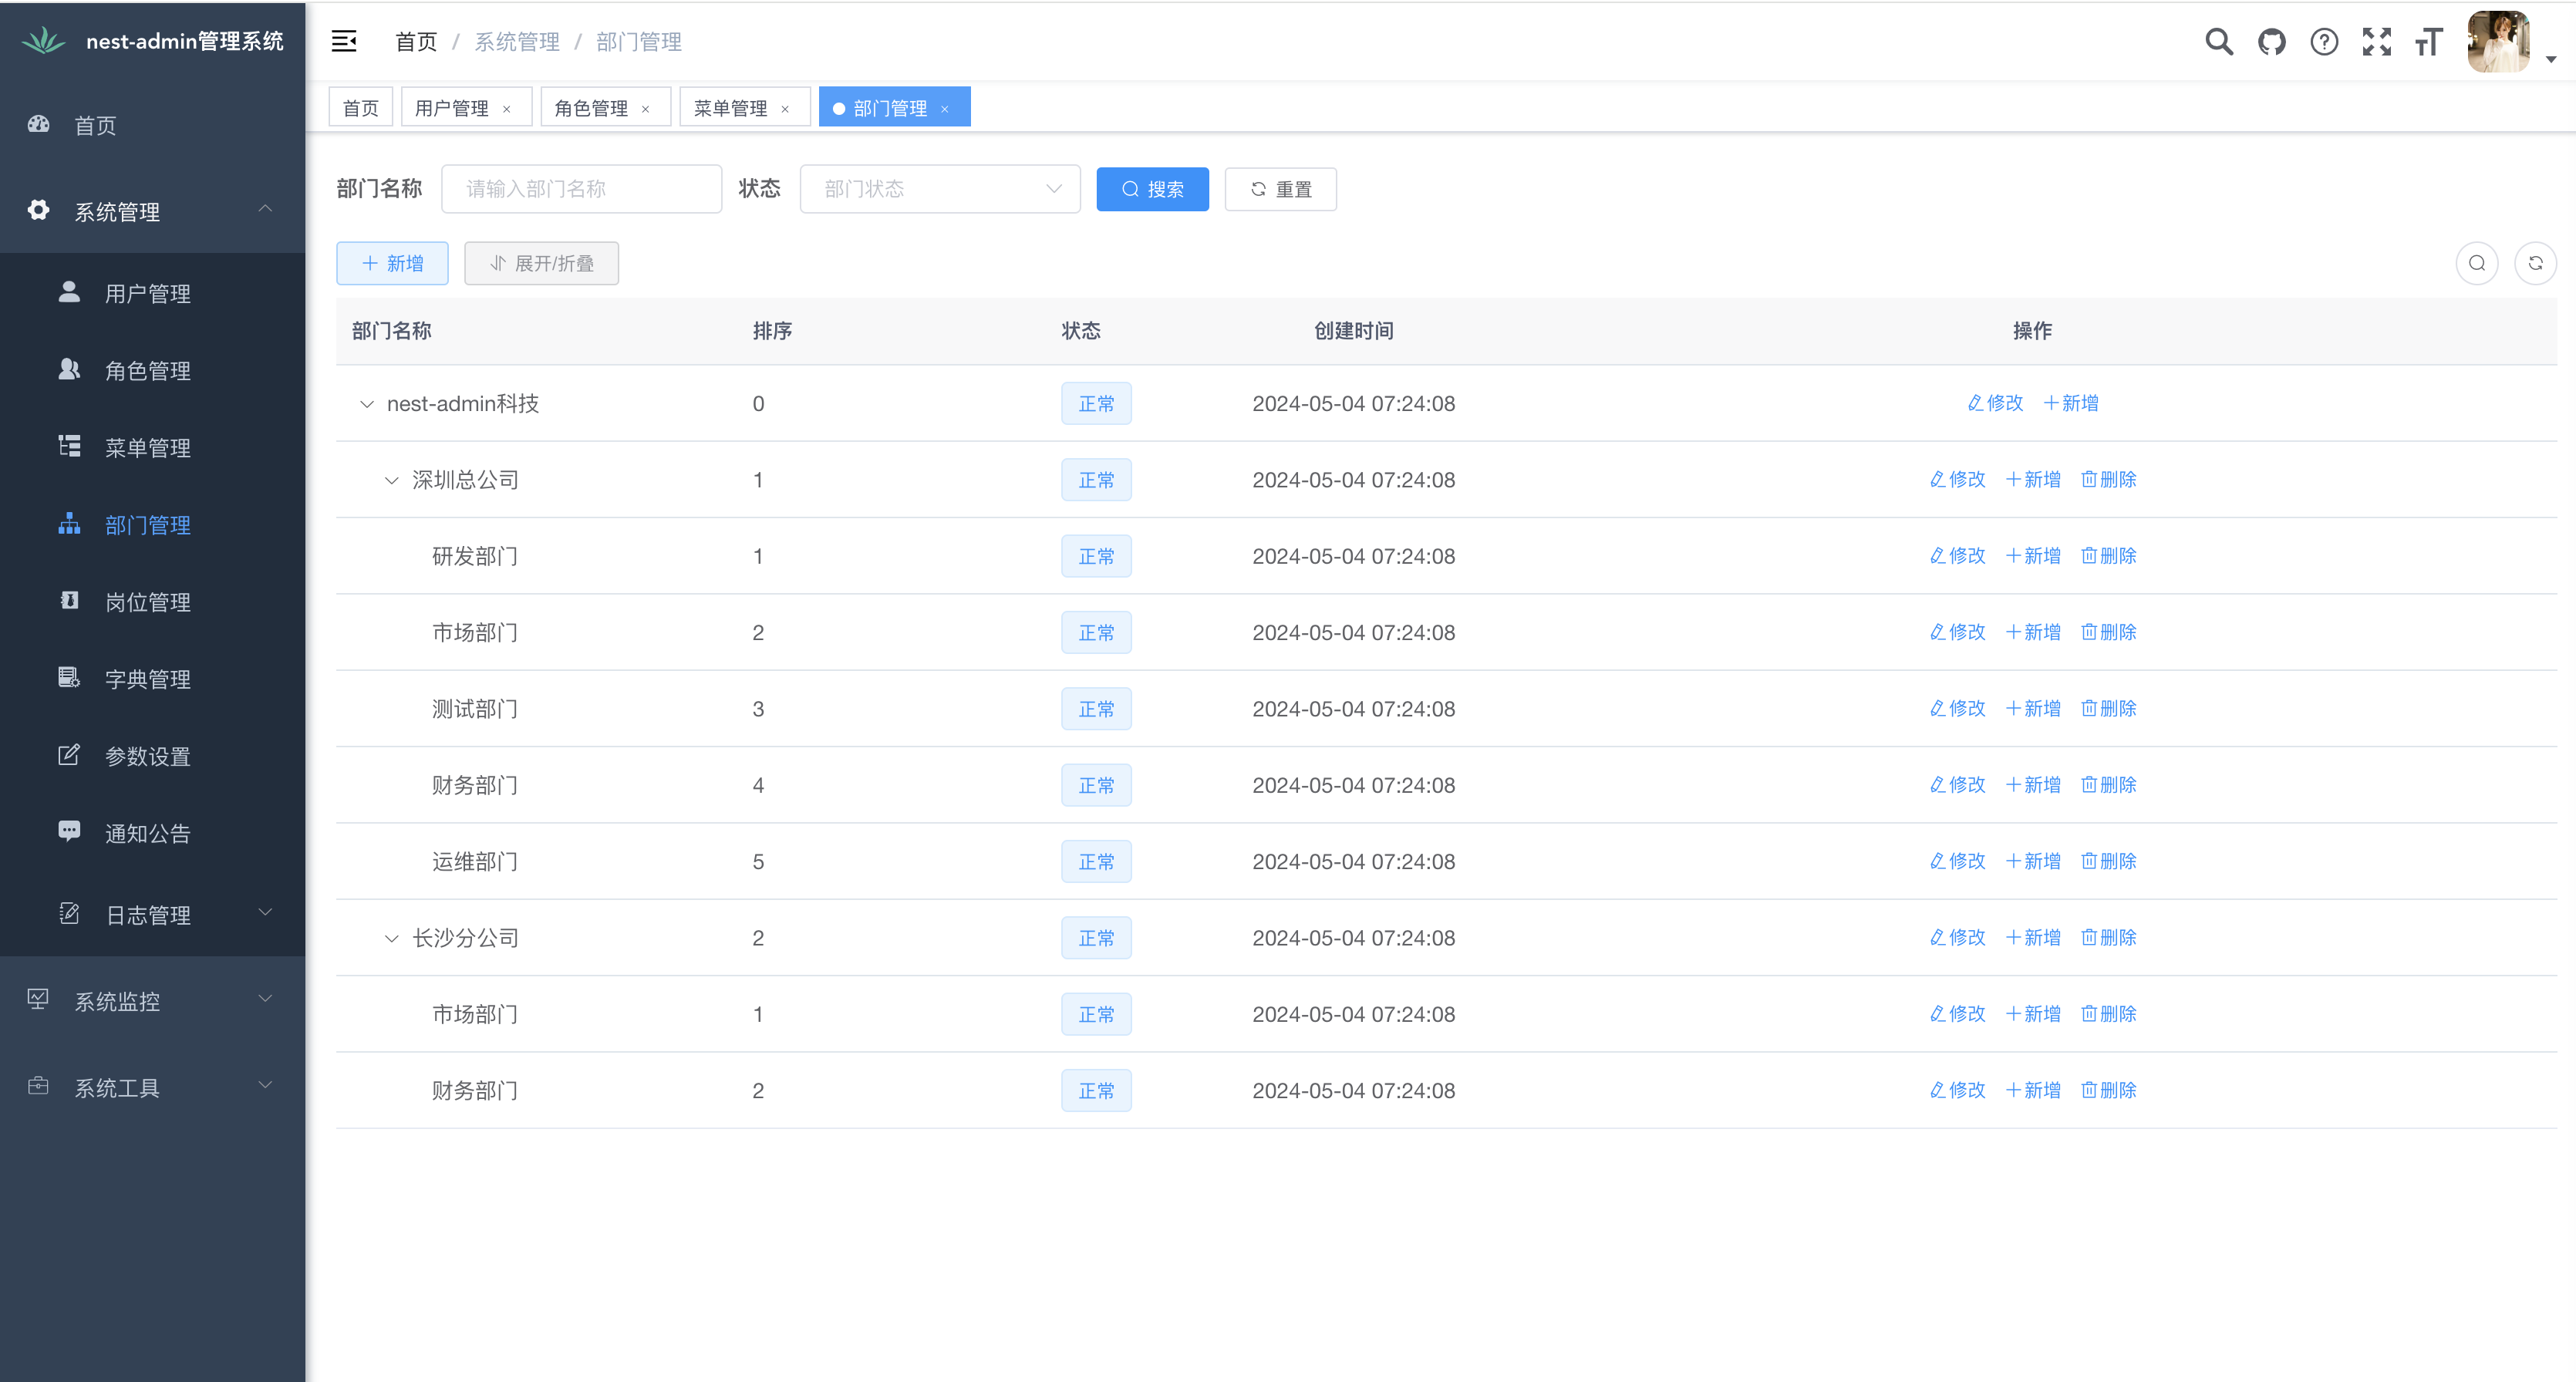 nest-admin管理系统
首页
系统管理
用户管理
角色管理
菜单管理
部门管理
岗位管理
字典管理
参数设置
通知公告
日志管理
系统监控
系统工具
首页 / 系统管理 / 部门管理
首页 用户管理 × 角色管理 × 菜单管理 × 部门管理 ×
部门名称 请输入部门名称 状态 部门状态 搜索 重置
新增 展开/折叠
部门名称 排序 状态 创建时间 操作
nest-admin科技 0 正常 2024-05-04 07:24:08 修改 新增
深圳总公司 1 正常 2024-05-04 07:24:08 修改 新增 删除
研发部门 1 正常 2024-05-04 07:24:08 修改 新增 删除
市场部门 2 正常 2024-05-04 07:24:08 修改 新增 删除
测试部门 3 正常 2024-05-04 07:24:08 修改 新增 删除
财务部门 4 正常 2024-05-04 07:24:08 修改 新增 删除
运维部门 5 正常 2024-05-04 07:24:08 修改 新增 删除
长沙分公司 2 正常 2024-05-04 07:24:08 修改 新增 删除
市场部门 1 正常 2024-05-04 07:24:08 修改 新增 删除
财务部门 2 正常 2024-05-04 07:24:08 修改 新增 删除